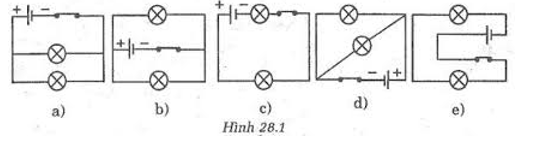 + −
+ −
+ −
− +
a)
b)
c)
d)
e)
Hình 28.1